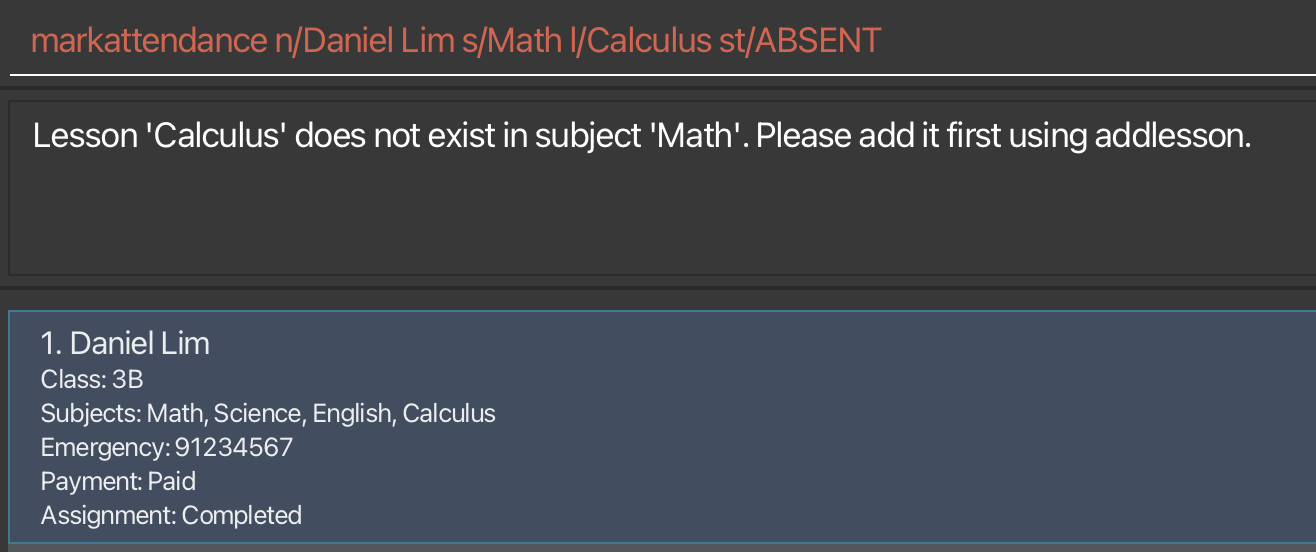 markattendance n/Daniel Lim s/Math l/Calculus st/ABSENT
Lesson 'Calculus' does not exist in subject 'Math'. Please add it first using addlesson.
1. Daniel Lim
Class: 3B
Subjects: Math, Science, English, Calculus
Emergency: 91234567
Payment: Paid
Assignment: Completed